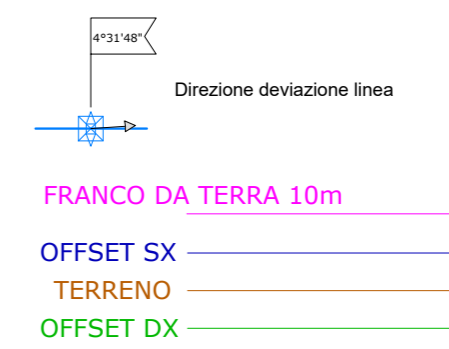 4°31'48"
Direzione deviazione linea
FRANCO DA TERRA 10m
OFFSET SX
TERRENO
OFFSET DX